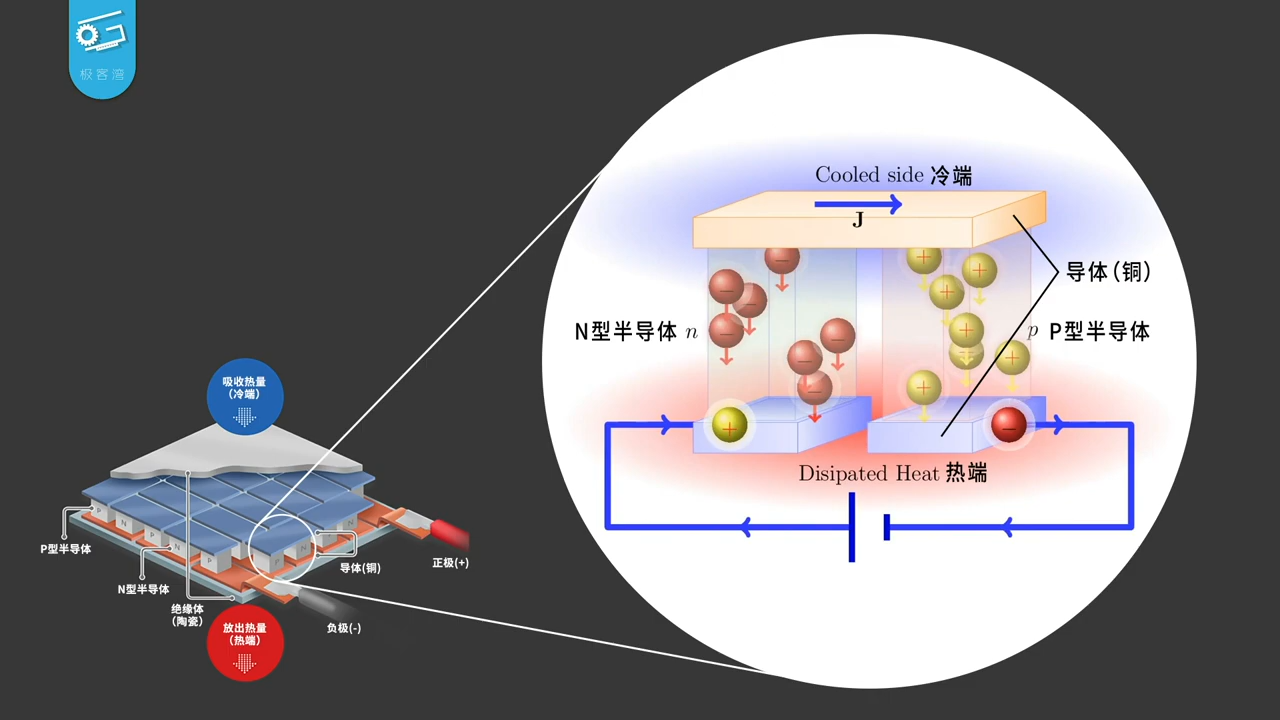 极客湾
Cooled side 冷端
J
导体（铜）
N型半导体 n
p P型半导体
Disipated Heat 热端
吸收热量
（冷端）
P
N
N
P
N
P
N
P型半导体
N型半导体
绝缘体
（陶瓷）
导体(铜)
正极(+)
负极(-)
放出热量
（热端）